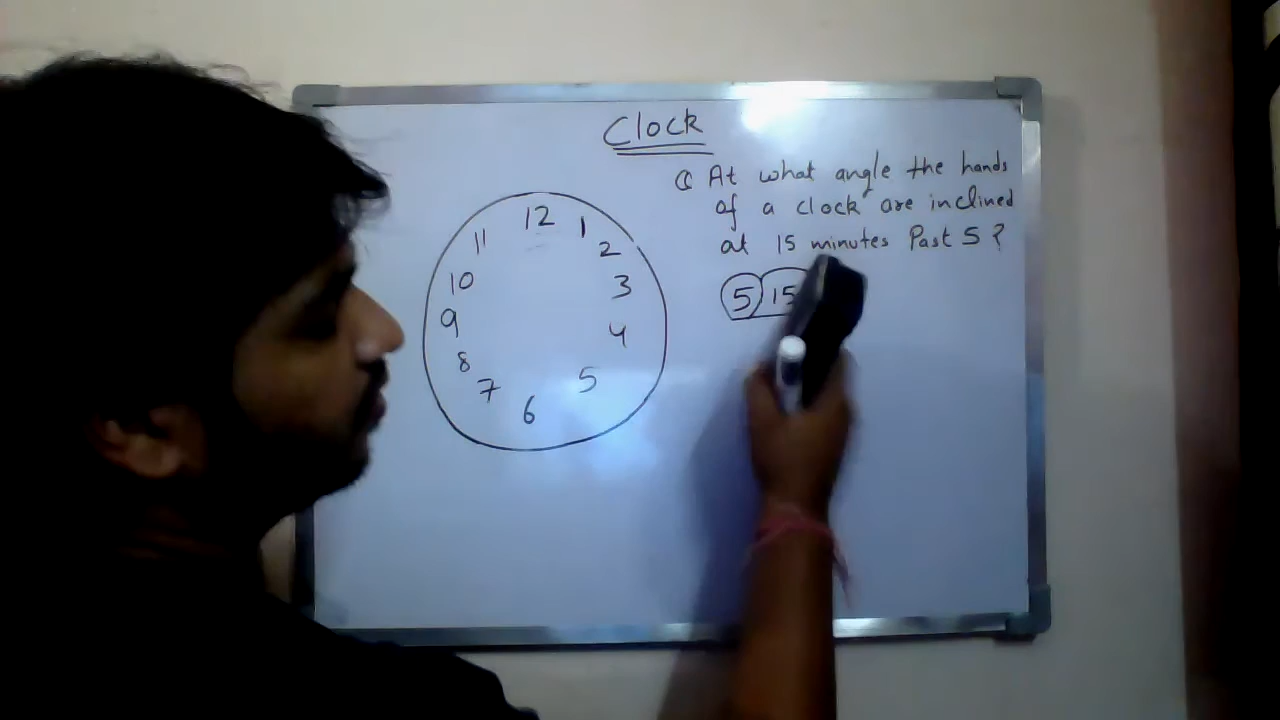 Clock
Q At what angle the hands
of a clock are inclined
at 15 minutes Past 5 ?
5 15
12
11 1
2
10 3
9 4
8
7 5
6